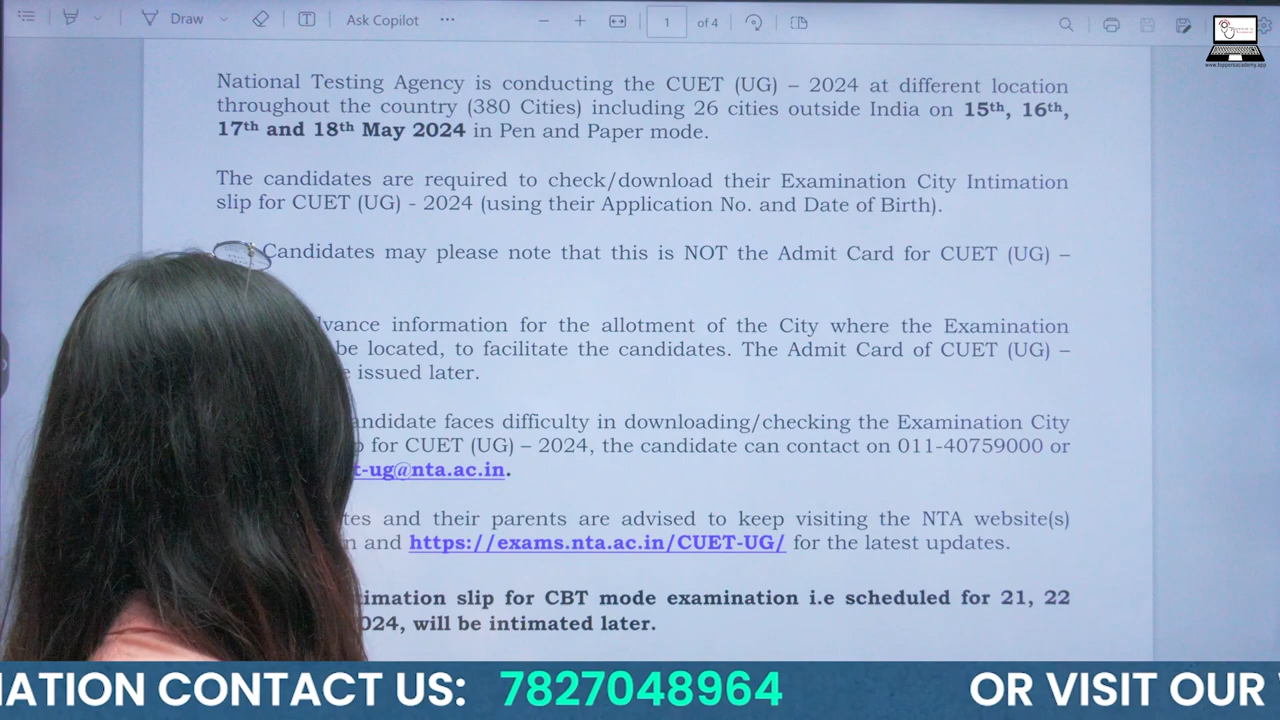 Draw
Ask Copilot
1 of 4
www.toppersacademy.app
National Testing Agency is conducting the CUET (UG) – 2024 at different location
throughout the country (380 Cities) including 26 cities outside India on 15th, 16th,
17th and 18th May 2024 in Pen and Paper mode.
The candidates are required to check/download their Examination City Intimation
slip for CUET (UG) - 2024 (using their Application No. and Date of Birth).
Candidates may please note that this is NOT the Admit Card for CUET (UG) –
dvance information for the allotment of the City where the Examination
be located, to facilitate the candidates. The Admit Card of CUET (UG) –
e issued later.
andidate faces difficulty in downloading/checking the Examination City
p for CUET (UG) – 2024, the candidate can contact on 011-40759000 or
t-ug@nta.ac.in.
tes and their parents are advised to keep visiting the NTA website(s)
n and https://exams.nta.ac.in/CUET-UG/ for the latest updates.
timation slip for CBT mode examination i.e scheduled for 21, 22
024, will be intimated later.
MATION CONTACT US: 7827048964 OR VISIT OUR